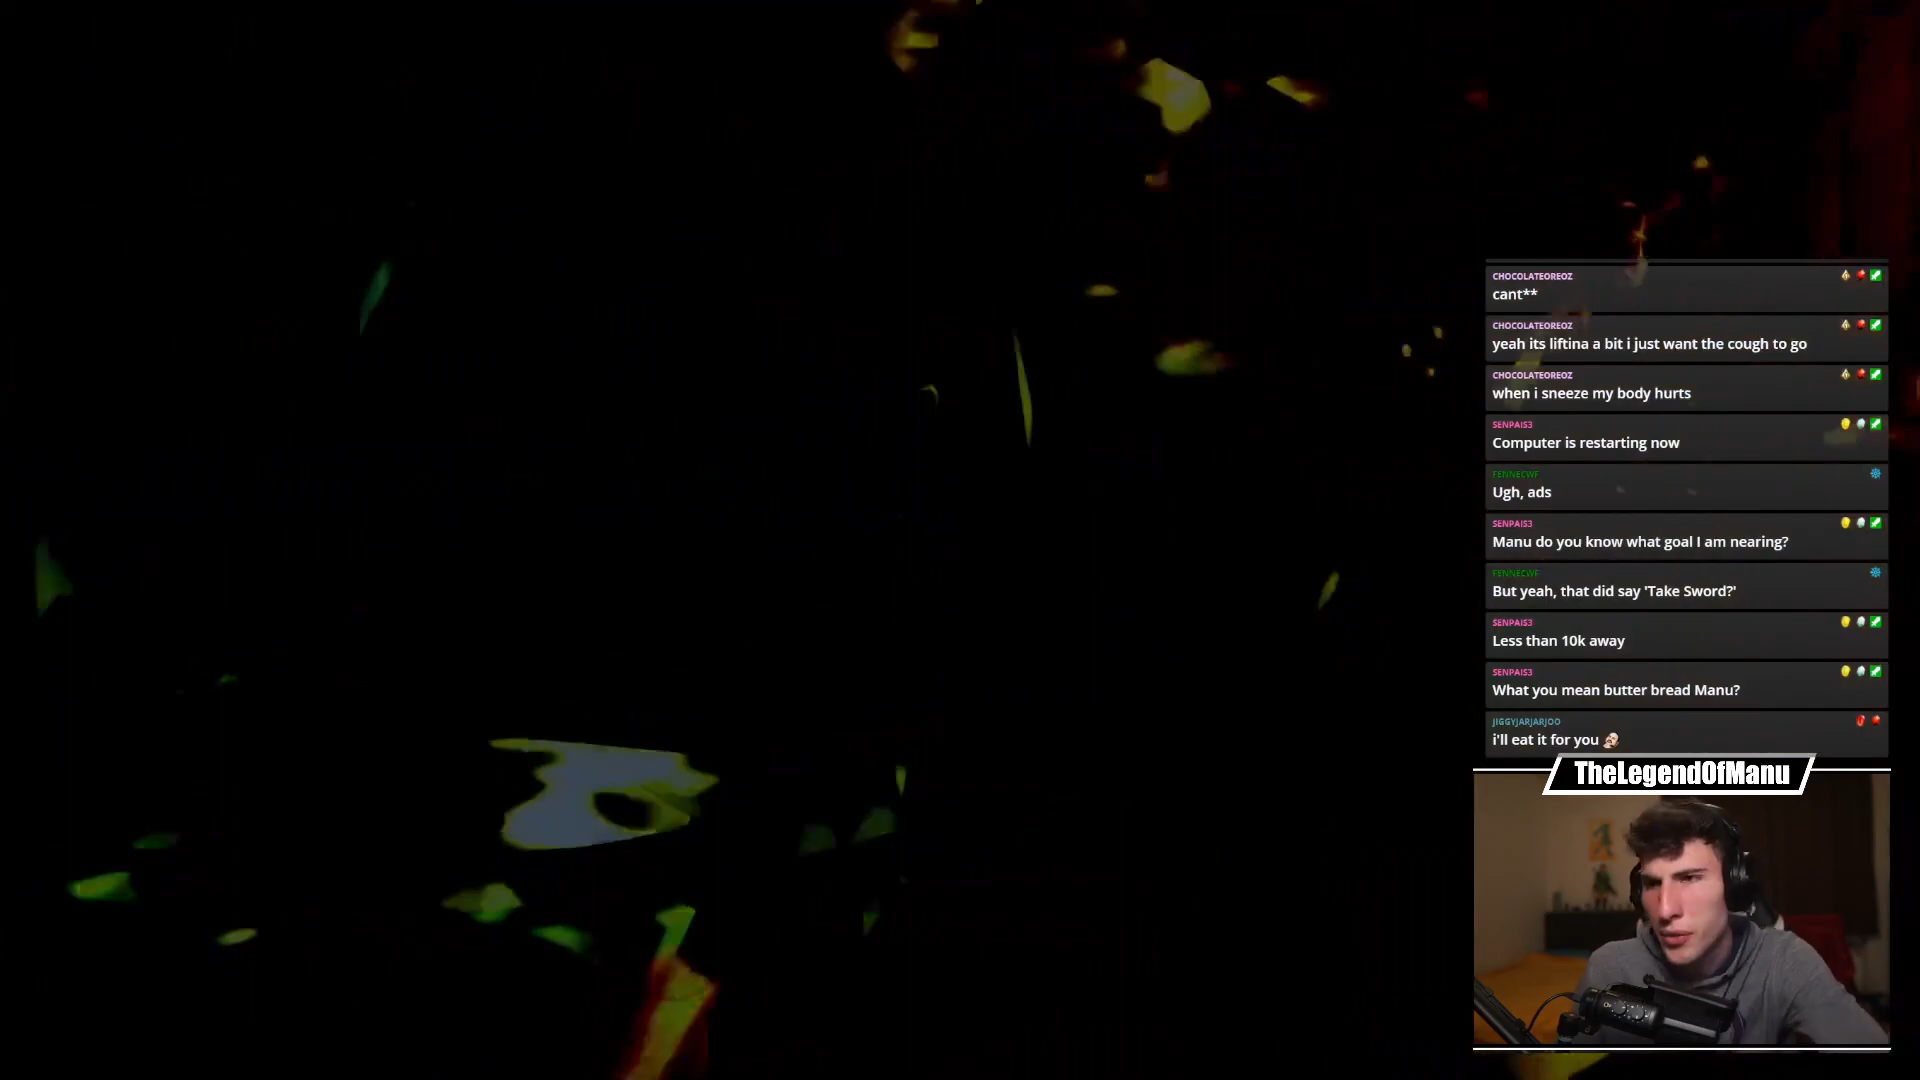 CHOCOLATEOREOZ
cant**
CHOCOLATEOREOZ
yeah its liftina a bit i just want the cough to go
CHOCOLATEOREOZ
when i sneeze my body hurts
SENPAIS3
Computer is restarting now
FENNECWF
Ugh, ads
SENPAIS3
Manu do you know what goal I am nearing?
FENNECWF
But yeah, that did say 'Take Sword?'
SENPAIS3
Less than 10k away
SENPAIS3
What you mean butter bread Manu?
JIGGYJARJARJOO
i'll eat it for you
TheLegendOfManu